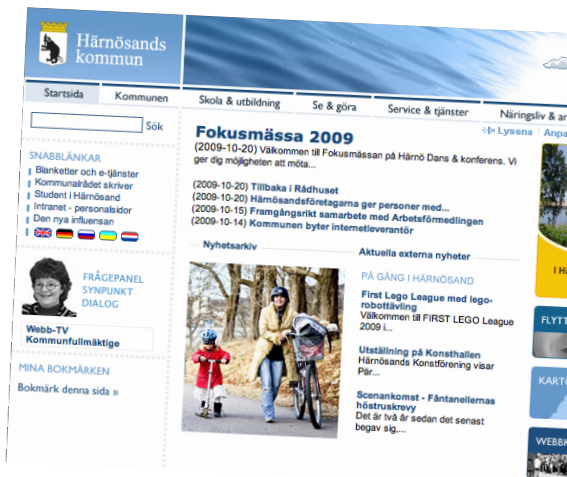 Härnösands
kommun
Startsida
Kommunen
Skola & utbildning
Se & göra
Service & tjänster
Näringsliv &
Lyssna
Sök
SNABBLÄNKAR
Blanketter och e-tjänster
Kommunalrådet skriver
Student i Härnösand
Intranet - personalsidor
Den nya influensan
FRÅGEPANEL
SYNPUNKT
DIALOG
Webb-TV
Kommunfullmäktige
MINA BOKMÄRKEN
Bokmärk denna sida »
Fokusmässa 2009
(2009-10-20) Välkommen till Fokusmässan på Härnö Dans & konferens. Vi
ger dig möjligheten att möta...
(2009-10-20) Tillbaka i Rådhuset
(2009-10-20) Härnösandsföretagarna ger personer med...
(2009-10-15) Framgångsrikt samarbete med Arbetsförmedlingen
(2009-10-14) Kommunen byter internetleverantör
Nyhetsarkiv
Aktuella externa nyheter
PÅ GÅNG I HÄRNÖSAND
First Lego League med lego-
robottävling
Välkommen till FIRST LEGO League
2009 i...
Utställning på Konsthallen
Härnösands Konstförening visar
Pär...
Scenankomst - Fåntanellernas
höstruskrevy
Det är två år sedan det senast
begav sig,...
I
FLYTT
KART
WEBBK